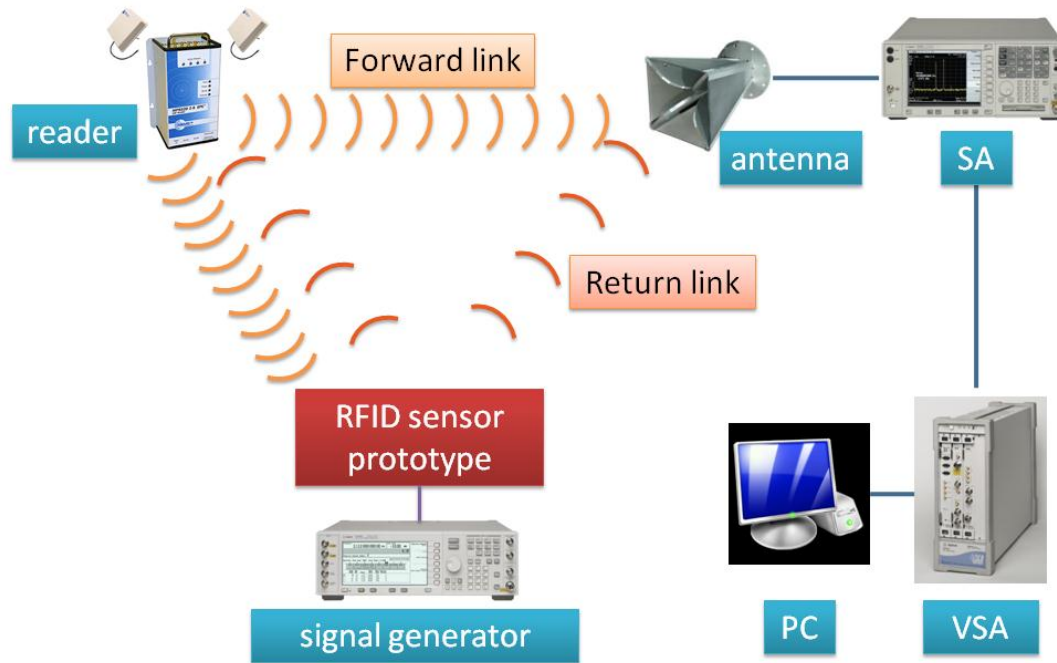 Forward link
reader
antenna
SA
Return link
RFID sensor
prototype
signal generator
PC
VSA